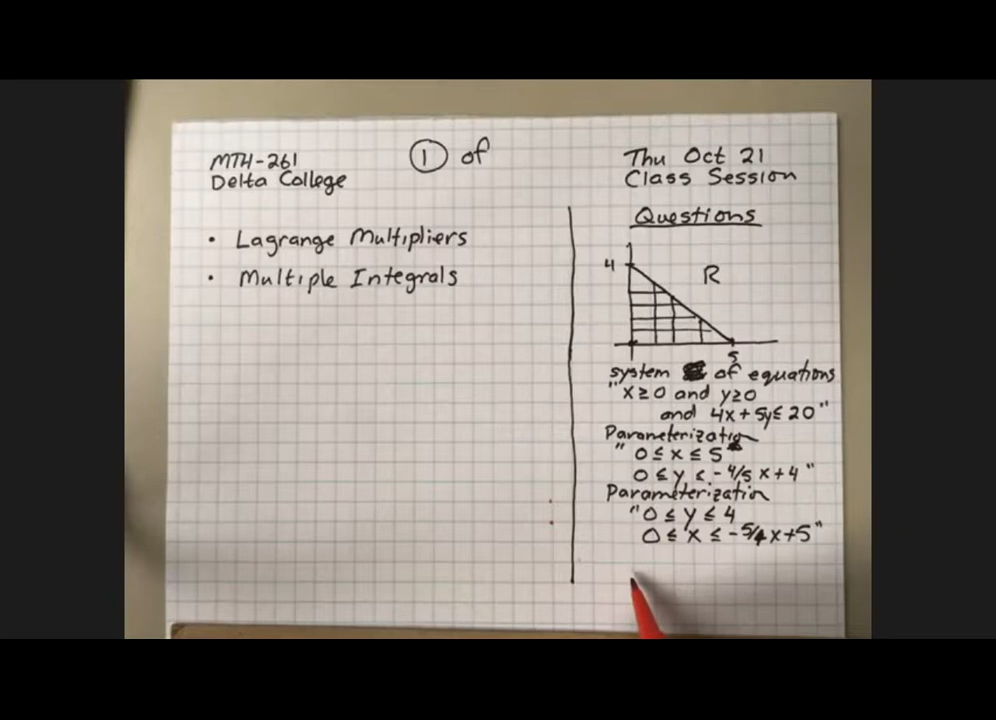 MTH-261
Delta College
① of
Thu Oct 21
Class Session
• Lagrange Multipliers
• Multiple Integrals
Questions
4
R
5
system of equations
"x≥0 and y≥0
and 4x+5y≤20"
Parameterization
"0≤x≤5
0≤y≤-4/5x+4"
Parameterization
"0≤y≤4
0≤x≤-5/4x+5"